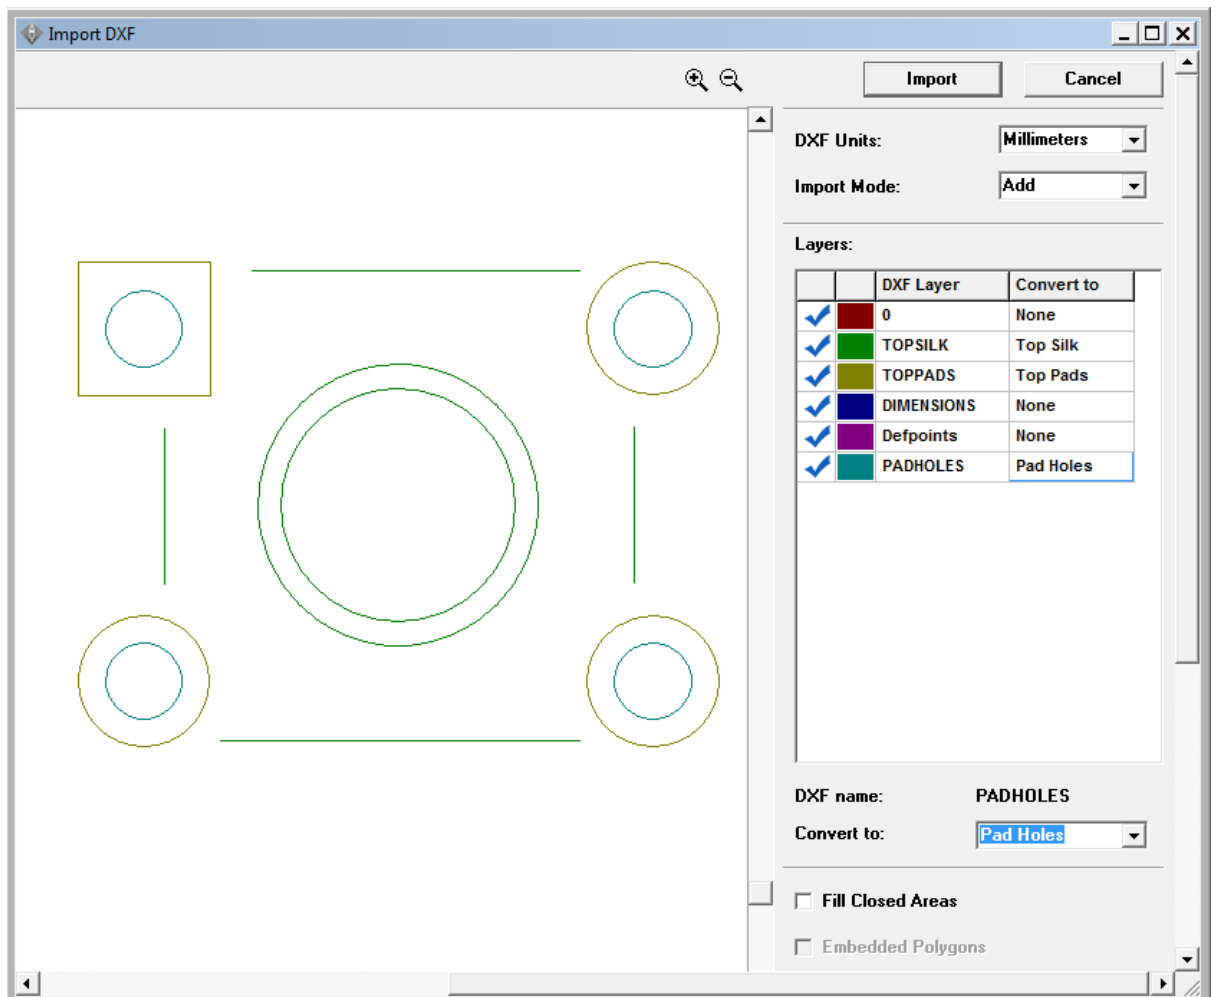 Import DXF
Import Cancel
DXF Units: Millimeters
Import Mode: Add
Layers:
DXF Layer Convert to
0 None
TOPSILK Top Silk
TOPPADS Top Pads
DIMENSIONS None
Defpoints None
PADHOLES Pad Holes
DXF name: PADHOLES
Convert to: Pad Holes
Fill Closed Areas
Embedded Polygons